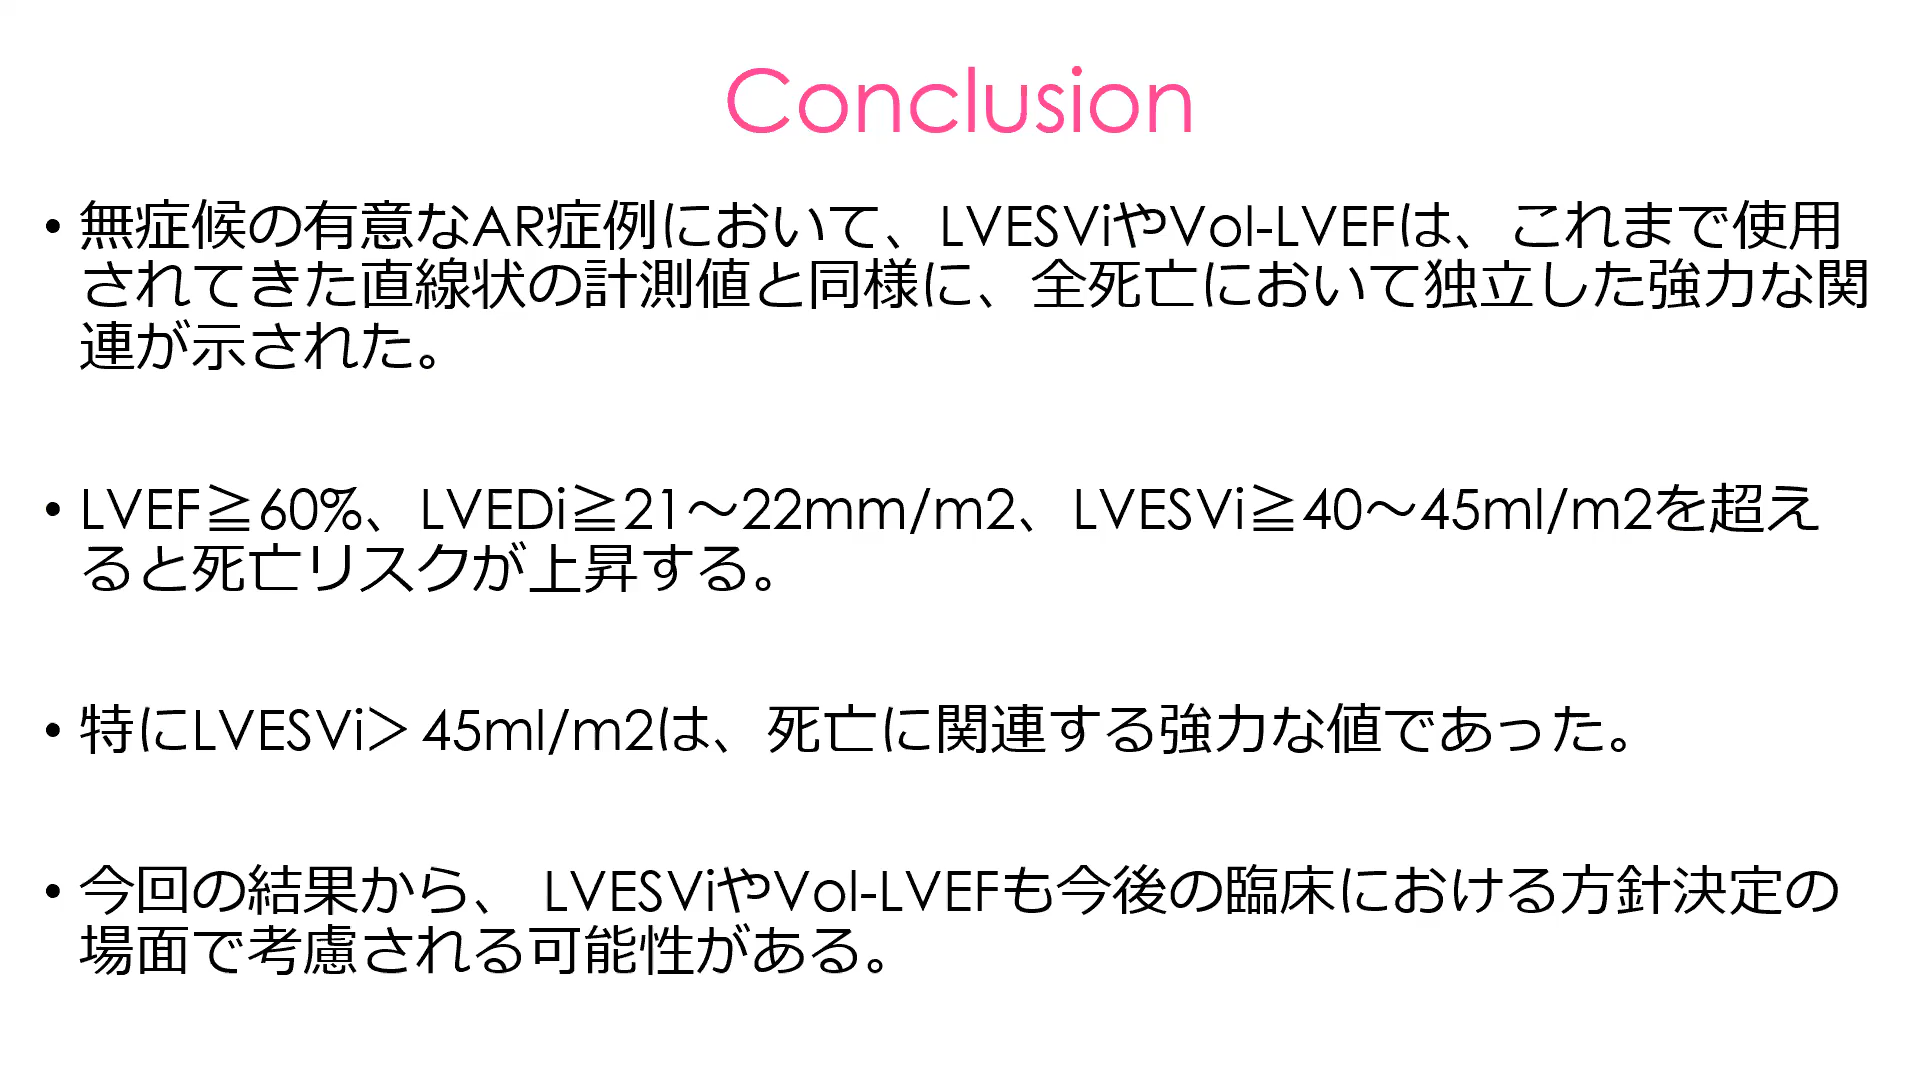 Conclusion
• 無症候の有意なAR症例において、LVESViやVol-LVEFは、これまで使用
されてきた直線状の計測値と同様に、全死亡において独立した強力な関
連が示された。
• LVEF≧60%、LVEDi≧21～22mm/m2、LVESVi≧40～45ml/m2を超え
ると死亡リスクが上昇する。
• 特にLVESVi＞45ml/m2は、死亡に関連する強力な値であった。
• 今回の結果から、 LVESViやVol-LVEFも今後の臨床における方針決定の
場面で考慮される可能性がある。